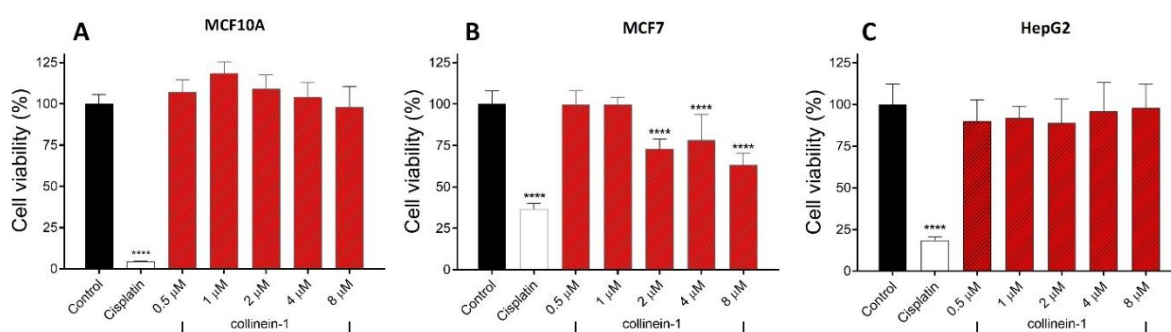 A MCF10A
Cell viability (%)
125
100
75
50
25
0
****
Control
Cisplatin
0.5 µM
1 µM
2 µM
4 µM
8 µM
collinein-1
B MCF7
Cell viability (%)
125
100
75
50
25
0
****
****
****
****
Control
Cisplatin
0.5 µM
1 µM
2 µM
4 µM
8 µM
collinein-1
C HepG2
Cell viability (%)
125
100
75
50
25
0
****
Control
Cisplatin
0.5 µM
1 µM
2 µM
4 µM
8 µM
collinein-1